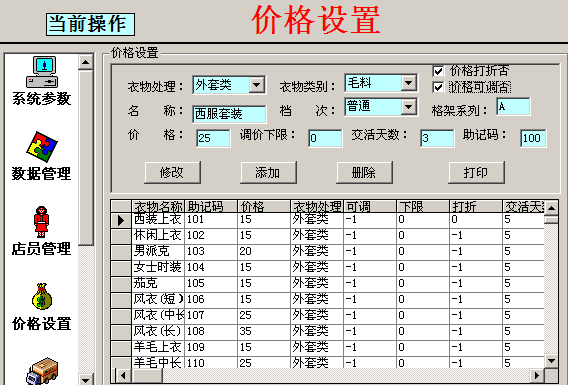 当前操作
价格设置
系统参数
数据管理
店员管理
价格设置
价格设置
衣物处理： 外套类 衣物类别： 毛料 价格打折否
价格可调否
名 称： 西服套装 档 次： 普通 格架系列： A
价 格： 25 调价下限： 0 交活天数： 3 助记码： 100
修改 添加 删除 打印
衣物名称 助记码 价格 衣物处理 可调 下限 打折 交活天数
西装上衣 101 15 外套类 -1 0 0 5
休闲上衣 102 15 外套类 -1 0 -1 5
男派克 103 20 外套类 -1 0 -1 5
女士时装 104 15 外套类 -1 0 -1 5
茄克 105 15 外套类 -1 0 -1 5
风衣(短) 106 15 外套类 -1 0 -1 5
风衣(中长 107 25 外套类 -1 0 -1 5
风衣(长) 108 35 外套类 -1 0 -1 5
羊毛上衣 109 15 外套类 -1 0 -1 5
羊毛中长 110 25 外套类 -1 0 -1 5